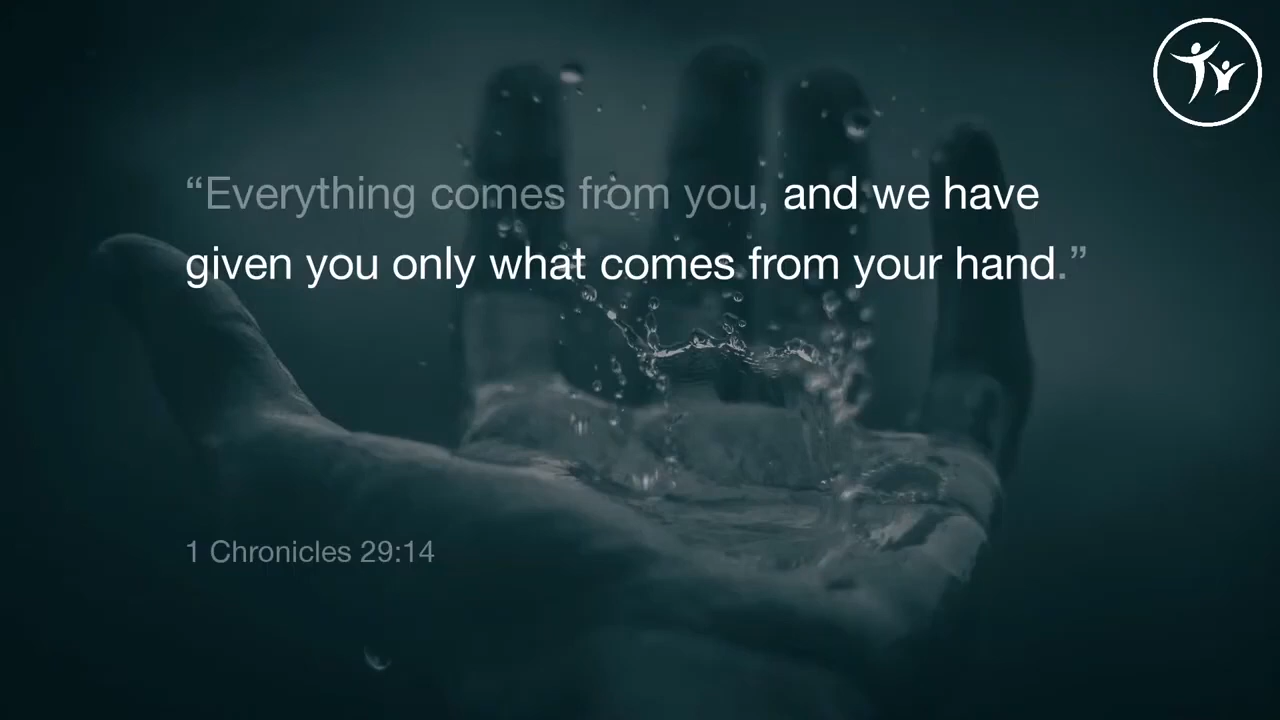 “Everything comes from you, and we have
given you only what comes from your hand.”
1 Chronicles 29:14